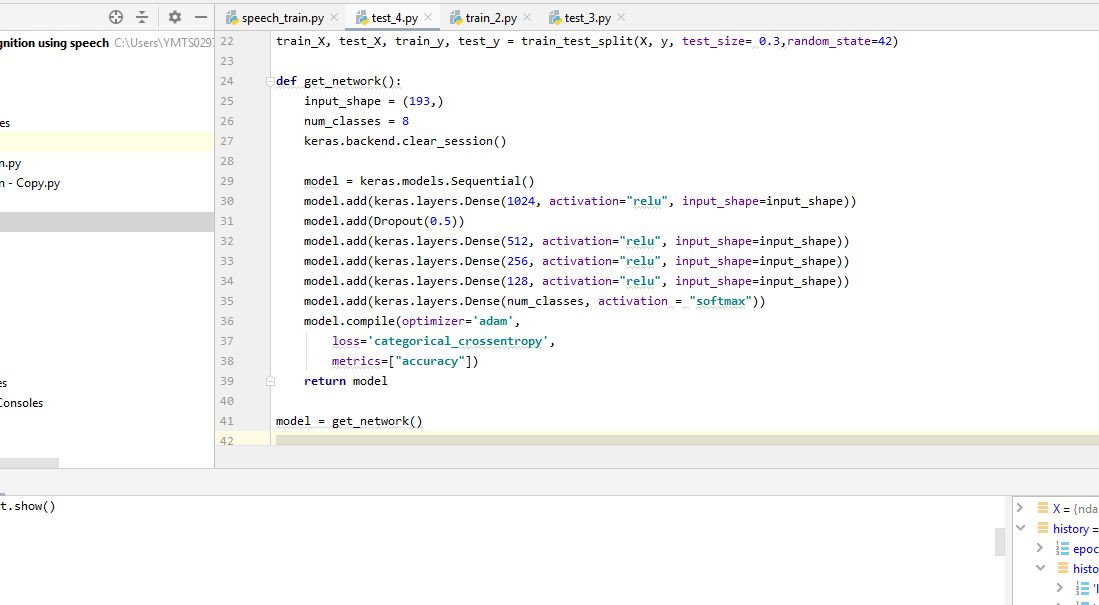 speech_train.py
test_4.py
train_2.py
test_3.py
gnition using speech C:\Users\YMTS029
es
n.py
n - Copy.py
es
Consoles
22 train_X, test_X, train_y, test_y = train_test_split(X, y, test_size= 0.3,random_state=42)
23
24 def get_network():
25 input_shape = (193,)
26 num_classes = 8
27 keras.backend.clear_session()
28
29 model = keras.models.Sequential()
30 model.add(keras.layers.Dense(1024, activation="relu", input_shape=input_shape))
31 model.add(Dropout(0.5))
32 model.add(keras.layers.Dense(512, activation="relu", input_shape=input_shape))
33 model.add(keras.layers.Dense(256, activation="relu", input_shape=input_shape))
34 model.add(keras.layers.Dense(128, activation="relu", input_shape=input_shape))
35 model.add(keras.layers.Dense(num_classes, activation = "softmax"))
36 model.compile(optimizer='adam',
37 loss='categorical_crossentropy',
38 metrics=["accuracy"])
39 return model
40
41 model = get_network()
42
t.show()
X = {nda
history =
epoc
histo
'l